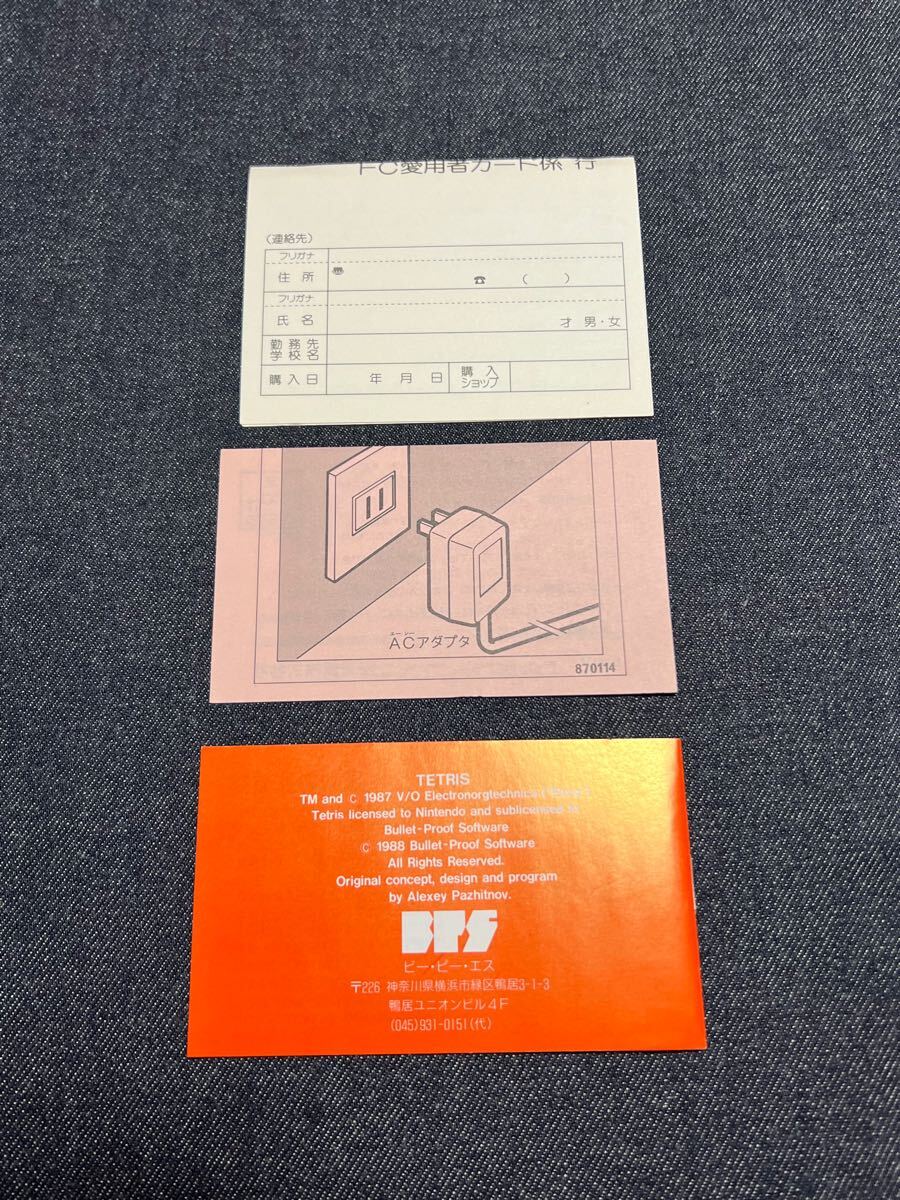 FC愛用者カード係 行
(連絡先)
フリガナ
住所 〠 ☎ ( )
フリガナ
氏名 才 男・女
勤務先
学校名
購入日 年 月 日 購入
ショップ
エーシー
ACアダプタ
870114
TETRIS
TM and © 1987 V/O Electronorgtechnica
Tetris licensed to Nintendo and sublicensed to
Bullet-Proof Software
© 1988 Bullet-Proof Software
All Rights Reserved.
Original concept, design and program
by Alexey Pazhitnov.
BPS
ビー・ピー・エス
〒226 神奈川県横浜市緑区鴨居3-1-3
鴨居ユニオンビル4F
(045)931-0151(代)